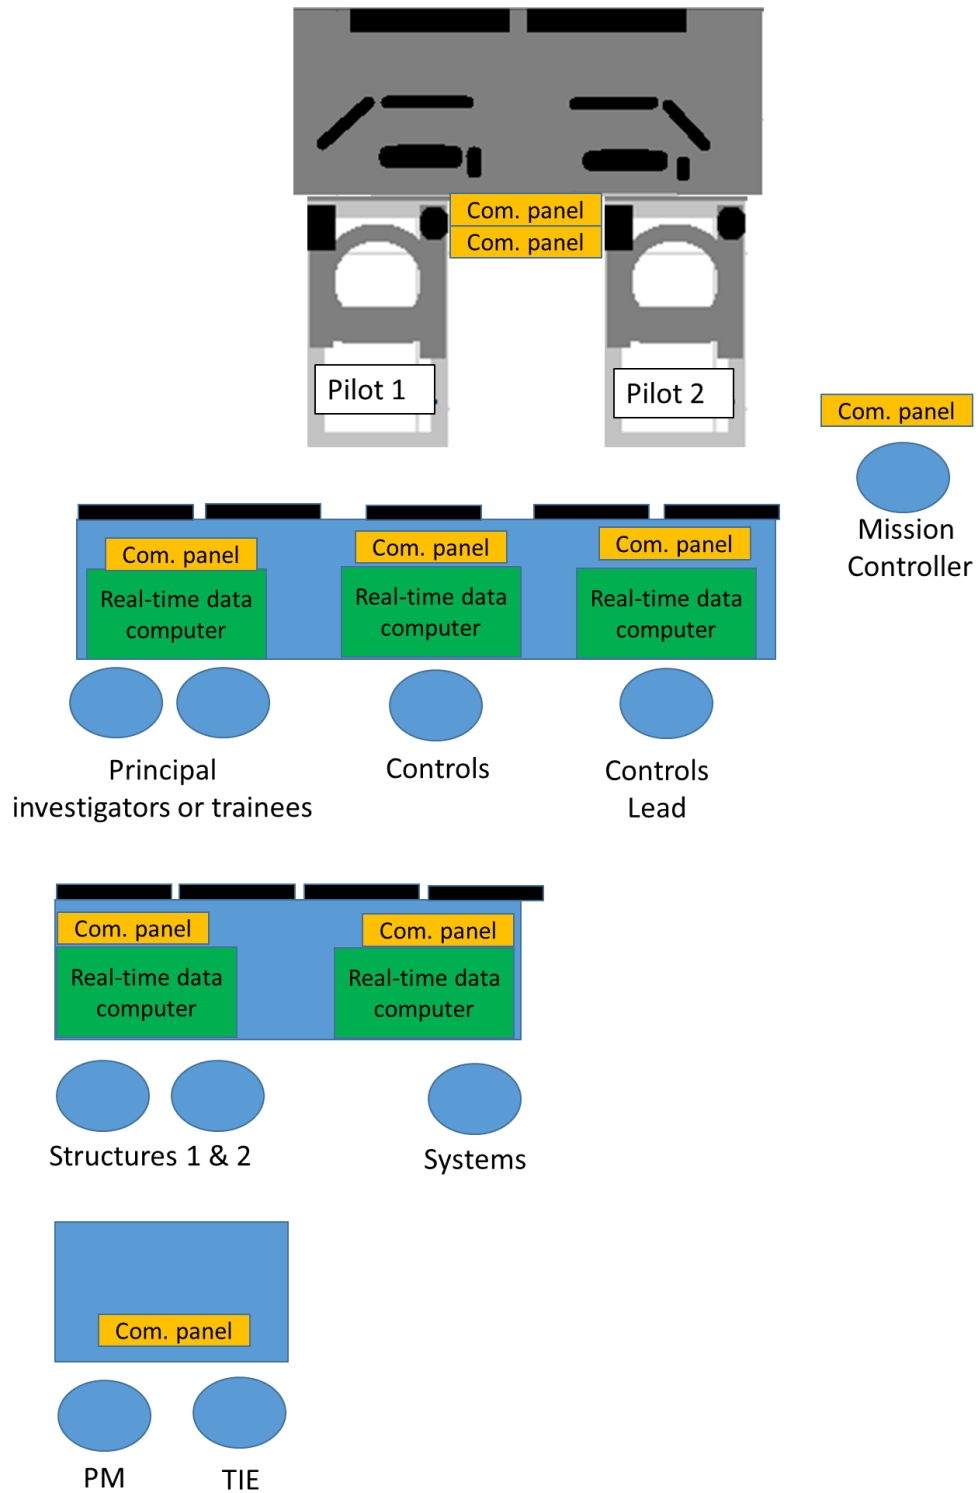 Com. panel
Com. panel
Pilot 1
Pilot 2
Com. panel
Mission
Controller
Com. panel
Real-time data
computer
Com. panel
Real-time data
computer
Com. panel
Real-time data
computer
Principal
investigators or trainees
Controls
Controls
Lead
Com. panel
Real-time data
computer
Com. panel
Real-time data
computer
Structures 1 & 2
Systems
Com. panel
PM
TIE